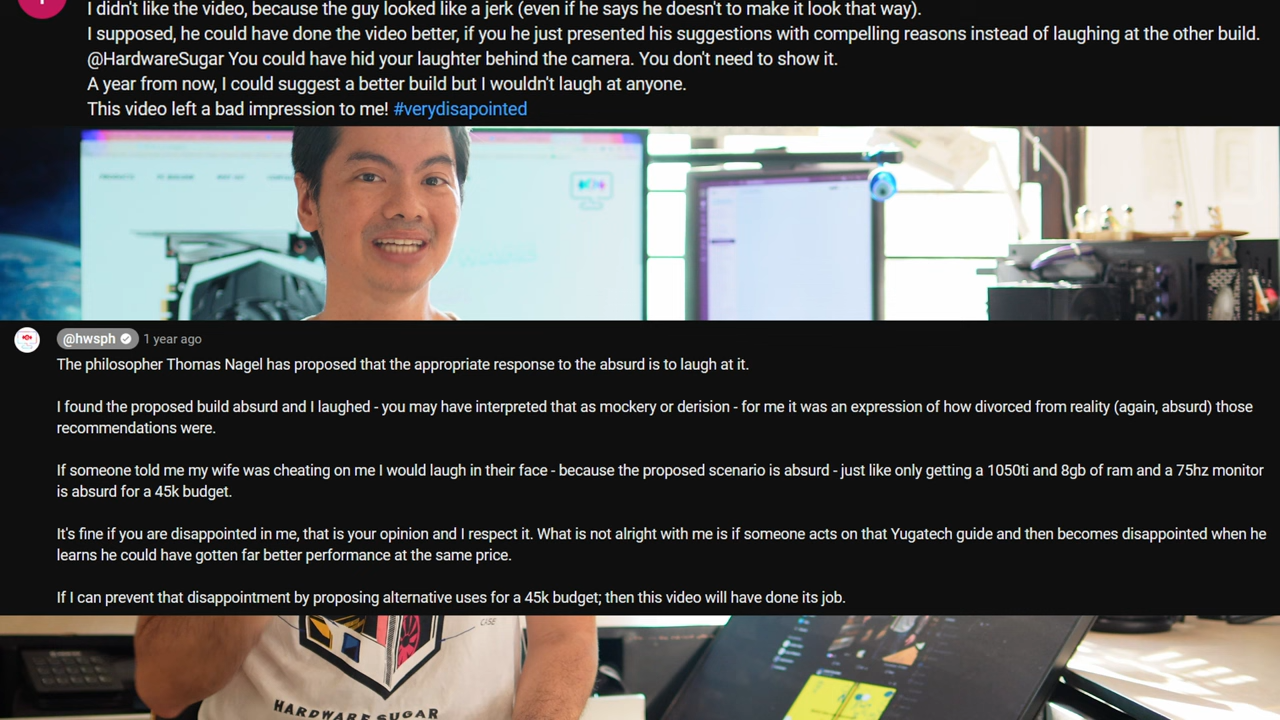 I didn't like the video, because the guy looked like a jerk (even if he says he doesn't to make it look that way).
I supposed, he could have done the video better, if you he just presented his suggestions with compelling reasons instead of laughing at the other build.
@HardwareSugar You could have hid your laughter behind the camera. You don't need to show it.
A year from now, I could suggest a better build but I wouldn't laugh at anyone.
This video left a bad impression to me! #verydisapointed
@hwsph 1 year ago
The philosopher Thomas Nagel has proposed that the appropriate response to the absurd is to laugh at it.
I found the proposed build absurd and I laughed - you may have interpreted that as mockery or derision - for me it was an expression of how divorced from reality (again, absurd) those
recommendations were.
If someone told me my wife was cheating on me I would laugh in their face - because the proposed scenario is absurd - just like only getting a 1050ti and 8gb of ram and a 75hz monitor
is absurd for a 45k budget.
It's fine if you are disappointed in me, that is your opinion and I respect it. What is not alright with me is if someone acts on that Yugatech guide and then becomes disappointed when he
learns he could have gotten far better performance at the same price.
If I can prevent that disappointment by proposing alternative uses for a 45k budget; then this video will have done its job.
CASE
HARDWARE SUGAR